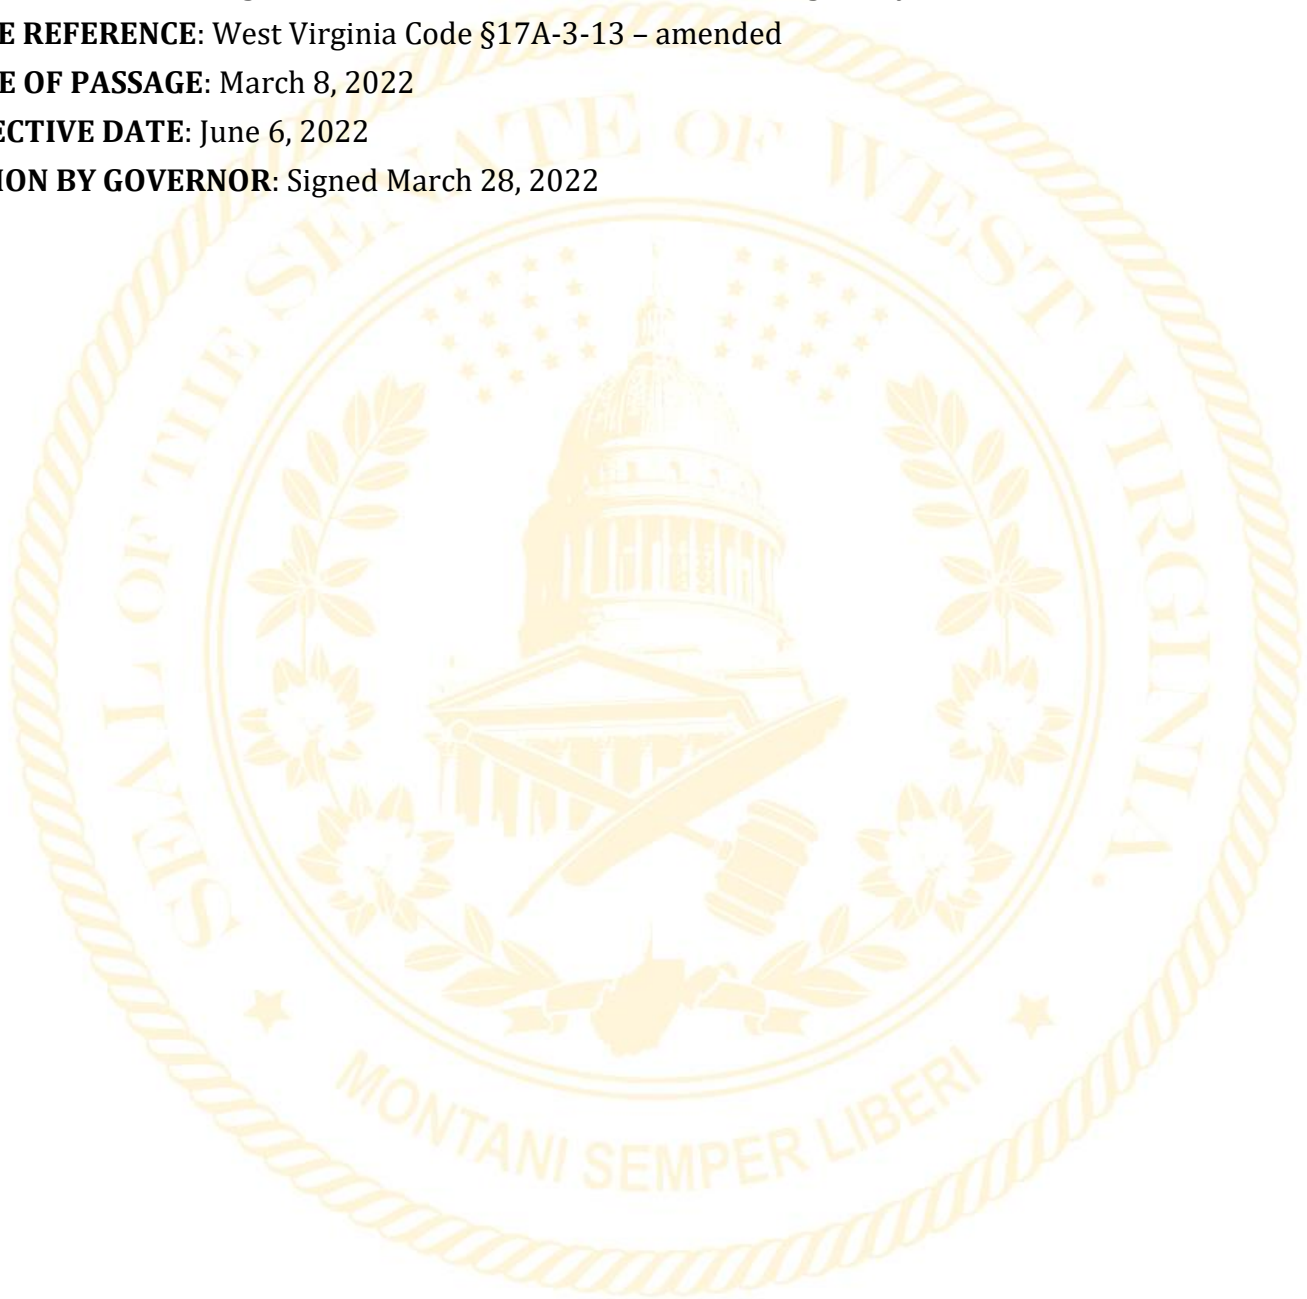 E REFERENCE: West Virginia Code §17A-3-13 – amended
E OF PASSAGE: March 8, 2022
ECTIVE DATE: June 6, 2022
ION BY GOVERNOR: Signed March 28, 2022
SEAL OF THE SENATE OF WEST VIRGINIA
MONTANI SEMPER LIBERI